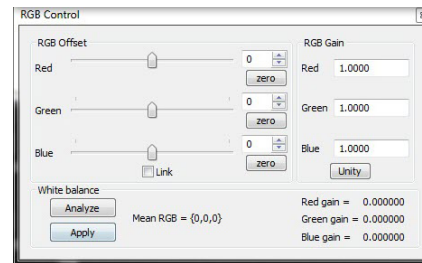 RGB Control
RGB Offset
Red 0
zero
Green 0
zero
Blue 0
zero
Link
RGB Gain
Red 1.0000
Green 1.0000
Blue 1.0000
Unity
White balance
Analyze
Apply
Mean RGB = {0,0,0}
Red gain = 0.000000
Green gain = 0.000000
Blue gain = 0.000000